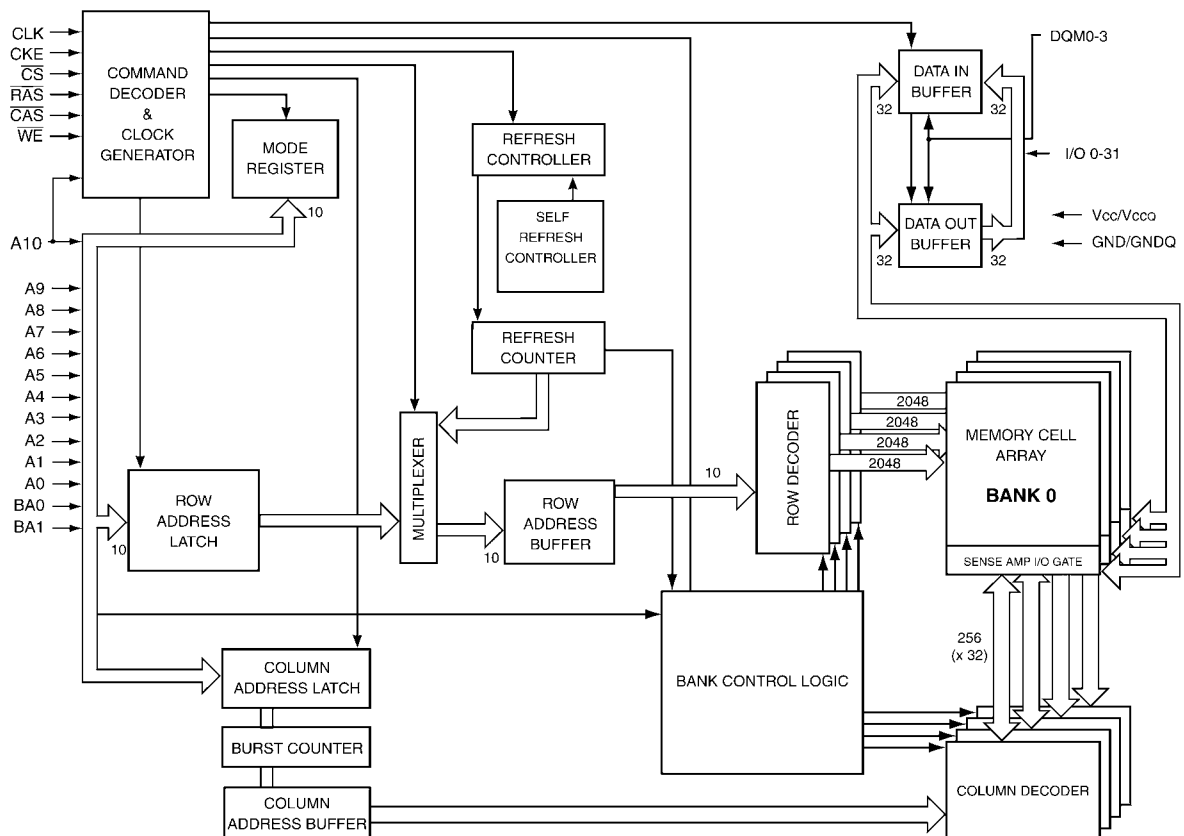 CLK
CKE
CS
RAS
CAS
WE
A10
A9
A8
A7
A6
A5
A4
A3
A2
A1
A0
BA0
BA1
COMMAND
DECODER
&
CLOCK
GENERATOR
MODE
REGISTER
10
REFRESH
CONTROLLER
SELF
REFRESH
CONTROLLER
REFRESH
COUNTER
DATA IN
BUFFER
32
32
DATA OUT
BUFFER
32
32
DQM0-3
I/O 0-31
Vcc/VccQ
GND/GNDQ
10
ROW
ADDRESS
LATCH
MULTIPLEXER
10
ROW
ADDRESS
BUFFER
10
ROW DECODER
2048
2048
2048
2048
MEMORY CELL
ARRAY
BANK 0
SENSE AMP I/O GATE
256
(x 32)
BANK CONTROL LOGIC
COLUMN
ADDRESS LATCH
BURST COUNTER
COLUMN
ADDRESS BUFFER
COLUMN DECODER